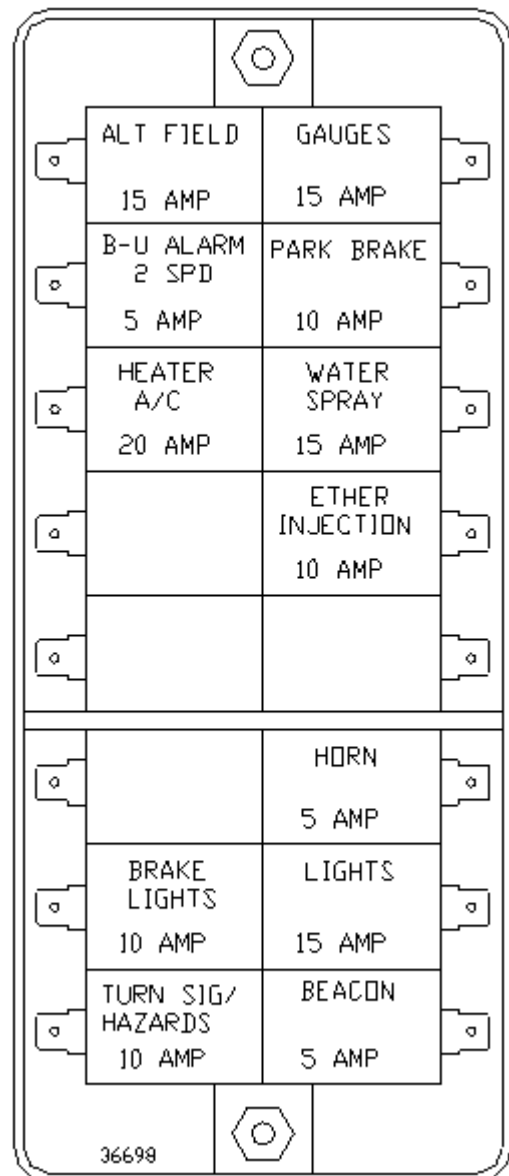 ALT FIELD
15 AMP
GAUGES
15 AMP
B-U ALARM
2 SPD
5 AMP
PARK BRAKE
10 AMP
HEATER
A/C
20 AMP
WATER
SPRAY
15 AMP
ETHER
INJECTION
10 AMP
HORN
5 AMP
BRAKE
LIGHTS
10 AMP
LIGHTS
15 AMP
TURN SIG/
HAZARDS
10 AMP
BEACON
5 AMP
36698